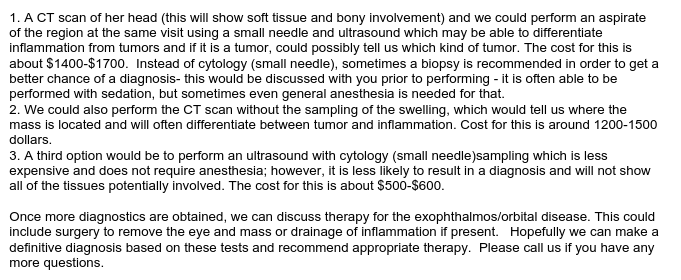 1. A CT scan of her head (this will show soft tissue and bony involvement) and we could perform an aspirate
of the region at the same visit using a small needle and ultrasound which may be able to differentiate
inflammation from tumors and if it is a tumor, could possibly tell us which kind of tumor. The cost for this is
about $1400-$1700.  Instead of cytology (small needle), sometimes a biopsy is recommended in order to get a
better chance of a diagnosis- this would be discussed with you prior to performing - it is often able to be
performed with sedation, but sometimes even general anesthesia is needed for that.
2. We could also perform the CT scan without the sampling of the swelling, which would tell us where the
mass is located and will often differentiate between tumor and inflammation. Cost for this is around 1200-1500
dollars.
3. A third option would be to perform an ultrasound with cytology (small needle)sampling which is less
expensive and does not require anesthesia; however, it is less likely to result in a diagnosis and will not show
all of the tissues potentially involved. The cost for this is about $500-$600.

Once more diagnostics are obtained, we can discuss therapy for the exophthalmos/orbital disease. This could
include surgery to remove the eye and mass or drainage of inflammation if present.   Hopefully we can make a
definitive diagnosis based on these tests and recommend appropriate therapy.  Please call us if you have any
more questions.